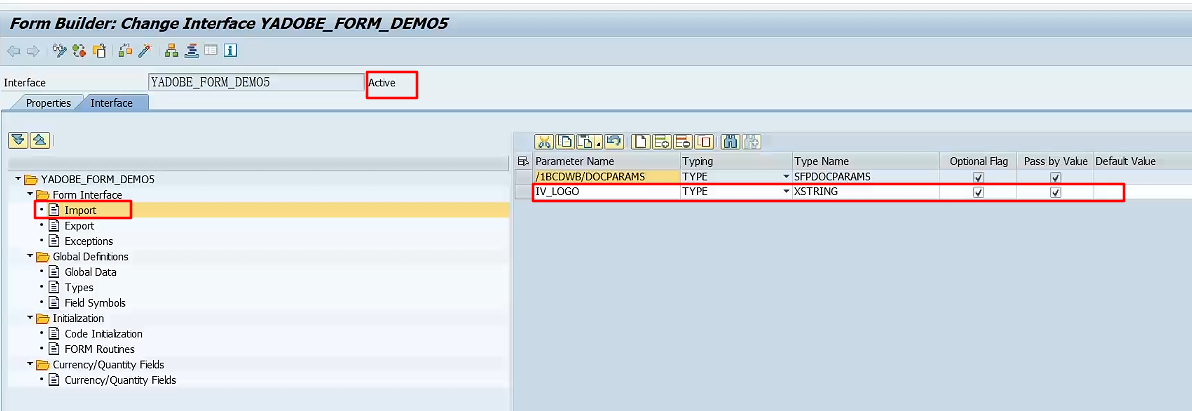 Form Builder: Change Interface YADOBE_FORM_DEMO5
Interface YADOBE_FORM_DEMO5 Active
Properties Interface
Parameter Name Typing Type Name Optional Flag Pass by Value Default Value
/1BCDWB/DOCPARAMS TYPE SFPDOCPARAMS
IV_LOGO TYPE XSTRING
YADOBE_FORM_DEMO5
Form Interface
Import
Export
Exceptions
Global Definitions
Global Data
Types
Field Symbols
Initialization
Code Initialization
FORM Routines
Currency/Quantity Fields
Currency/Quantity Fields